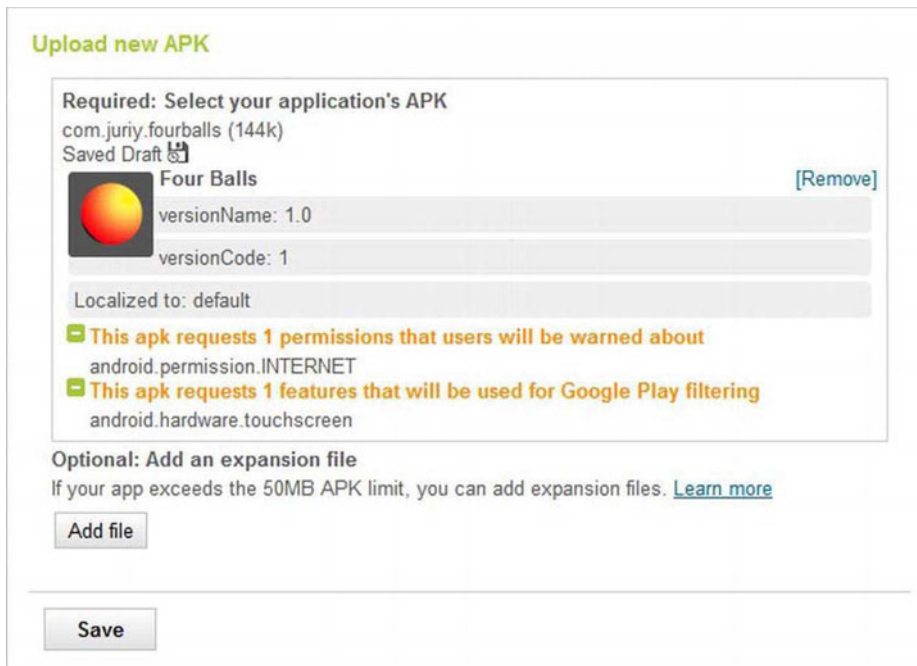 Upload new APK
Required: Select your application's APK
com.juriy.fourballs (144k)
Saved Draft
Four Balls
[Remove]
versionName: 1.0
versionCode: 1
Localized to: default
This apk requests 1 permissions that users will be warned about
android.permission.INTERNET
This apk requests 1 features that will be used for Google Play filtering
android.hardware.touchscreen
Optional: Add an expansion file
If your app exceeds the 50MB APK limit, you can add expansion files. Learn more
Add file
Save